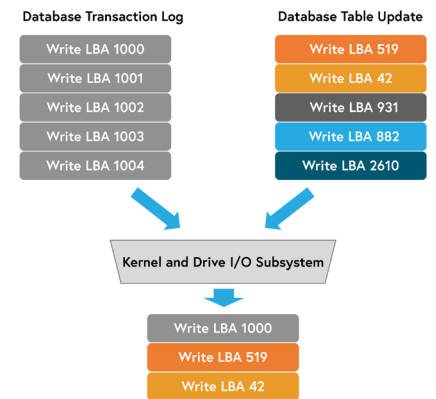 Database Transaction Log
Write LBA 1000
Write LBA 1001
Write LBA 1002
Write LBA 1003
Write LBA 1004
Database Table Update
Write LBA 519
Write LBA 42
Write LBA 931
Write LBA 882
Write LBA 2610
Kernel and Drive I/O Subsystem
Write LBA 1000
Write LBA 519
Write LBA 42